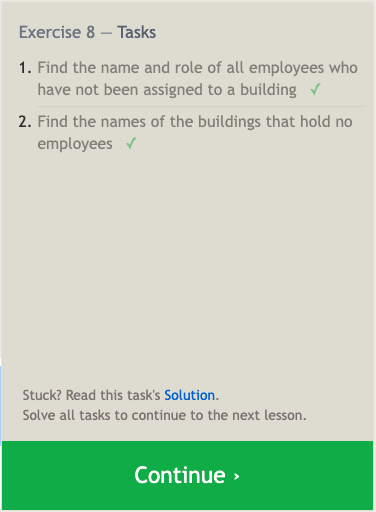 Exercise 8 — Tasks
1. Find the name and role of all employees who
have not been assigned to a building ✓
2. Find the names of the buildings that hold no
employees ✓
Stuck? Read this task's Solution.
Solve all tasks to continue to the next lesson.
Continue ›